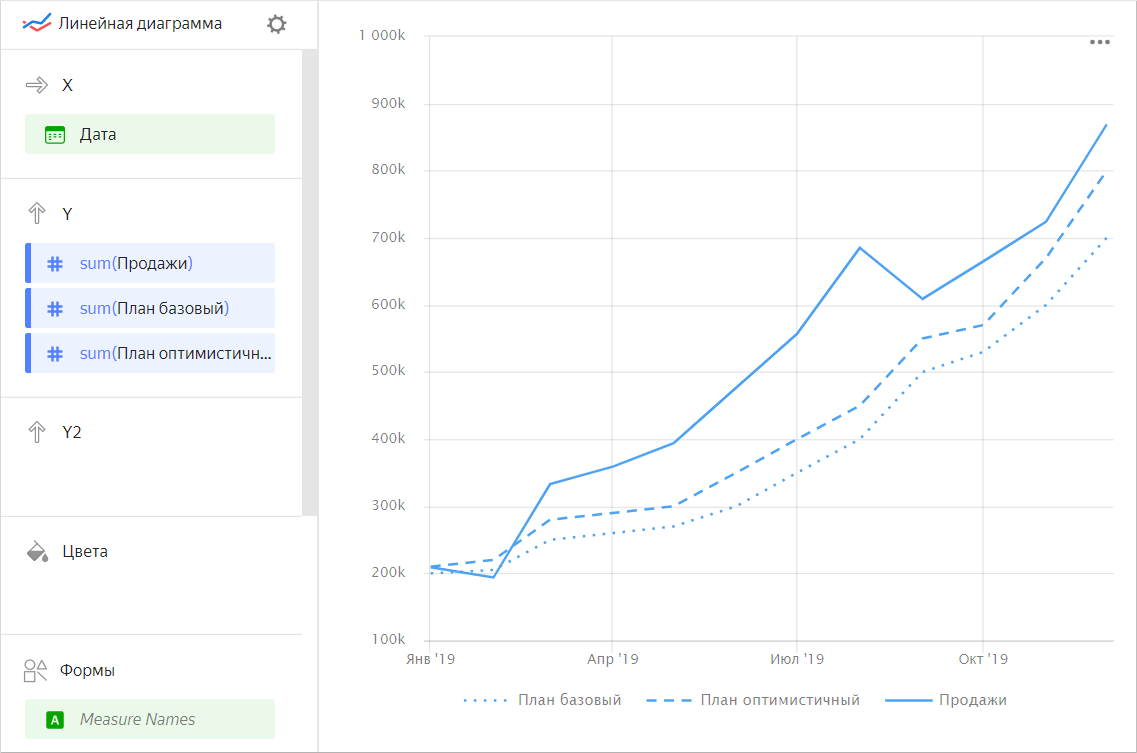 Линейная диаграмма
X
Дата
Y
sum(Продажи)
sum(План базовый)
sum(План оптимистичн...
Y2
Цвета
Формы
A
Measure Names
1 000k
900k
800k
700k
600k
500k
400k
300k
200k
100k
Янв '19 Апр '19 Июл '19 Окт '19
План базовый План оптимистичный Продажи